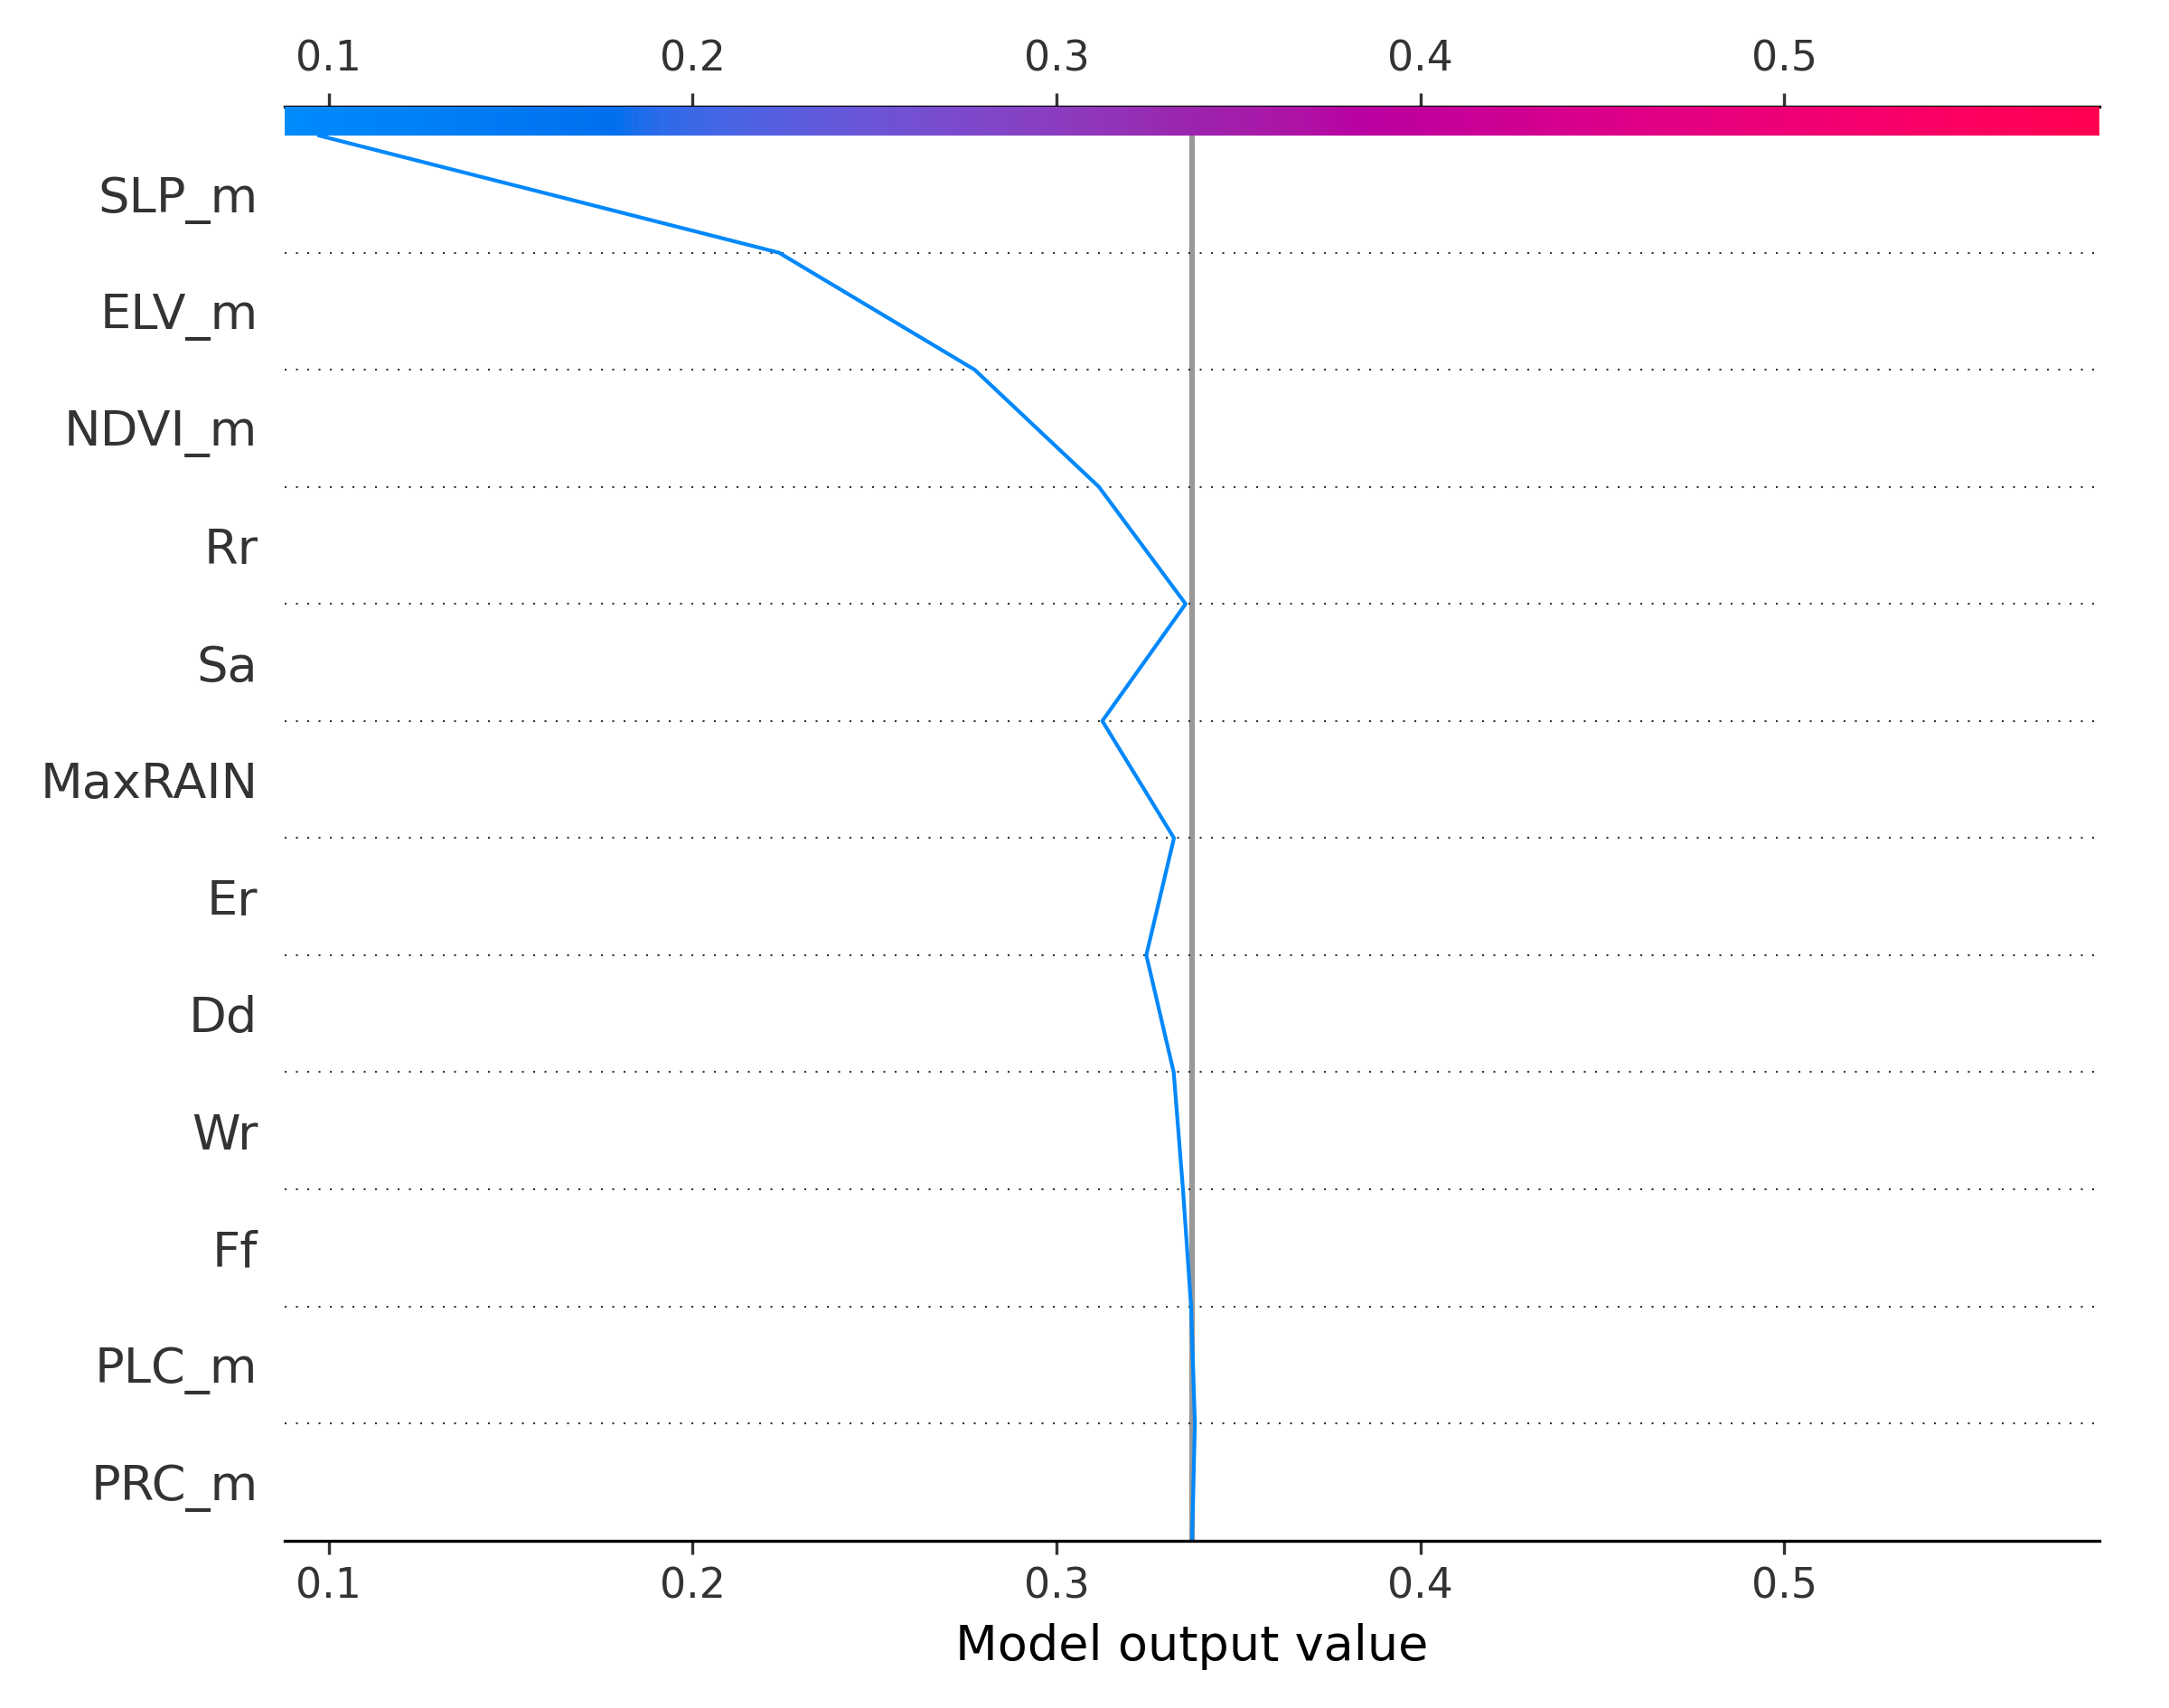 0.1 0.2 0.3 0.4 0.5
SLP_m
ELV_m
NDVI_m
Rr
Sa
MaxRAIN
Er
Dd
Wr
Ff
PLC_m
PRC_m
0.1 0.2 0.3 0.4 0.5
Model output value